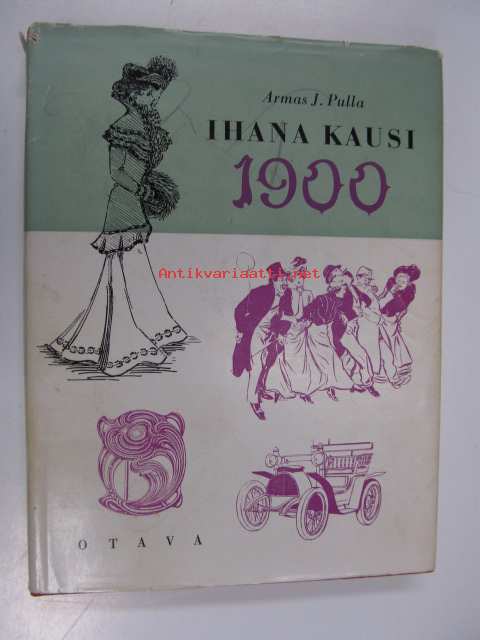 Armas J. Pulla
IHANA KAUSI
1900
Antikvariaatti.net
OTAVA